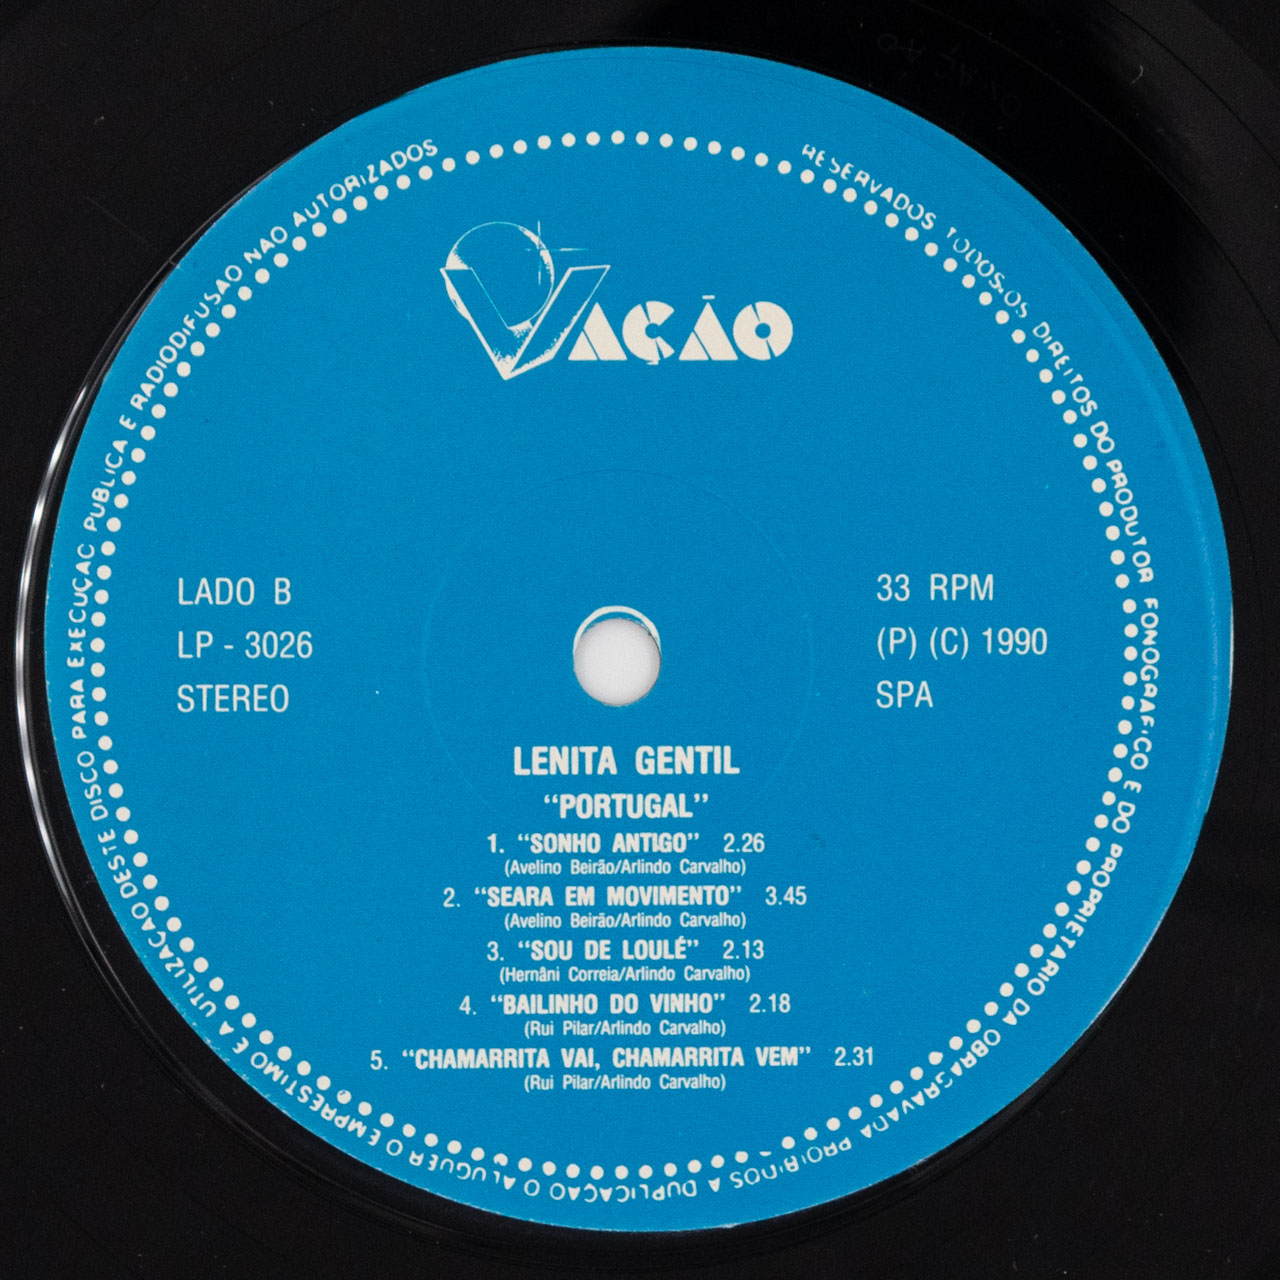 RESERVADOS TODOS.OS DIREITOS DO PRODUTOR FONOGRAFICO E DO PROPRIETARIO DA OBRAGRAVADA PROIBIDOS A DUPLICAÇAO O ALUGUER O EMPRESTIMO E A UTILIZAÇAO DESTE DISCO PARA EXECUÇAC PUBLICA E RADIODIFUSAO NAO AUTORIZADOS
OVAÇÃO
LADO B
LP - 3026
STEREO
33 RPM
(P) (C) 1990
SPA
LENITA GENTIL
“PORTUGAL”
1. “SONHO ANTIGO” 2.26
(Avelino Beirão/Arlindo Carvalho)
2. “SEARA EM MOVIMENTO” 3.45
(Avelino Beirão/Arlindo Carvalho)
3. “SOU DE LOULÉ” 2.13
(Hernâni Correia/Arlindo Carvalho)
4. “BAILINHO DO VINHO” 2.18
(Rui Pilar/Arlindo Carvalho)
5. “CHAMARRITA VAI, CHAMARRITA VEM” 2.31
(Rui Pilar/Arlindo Carvalho)